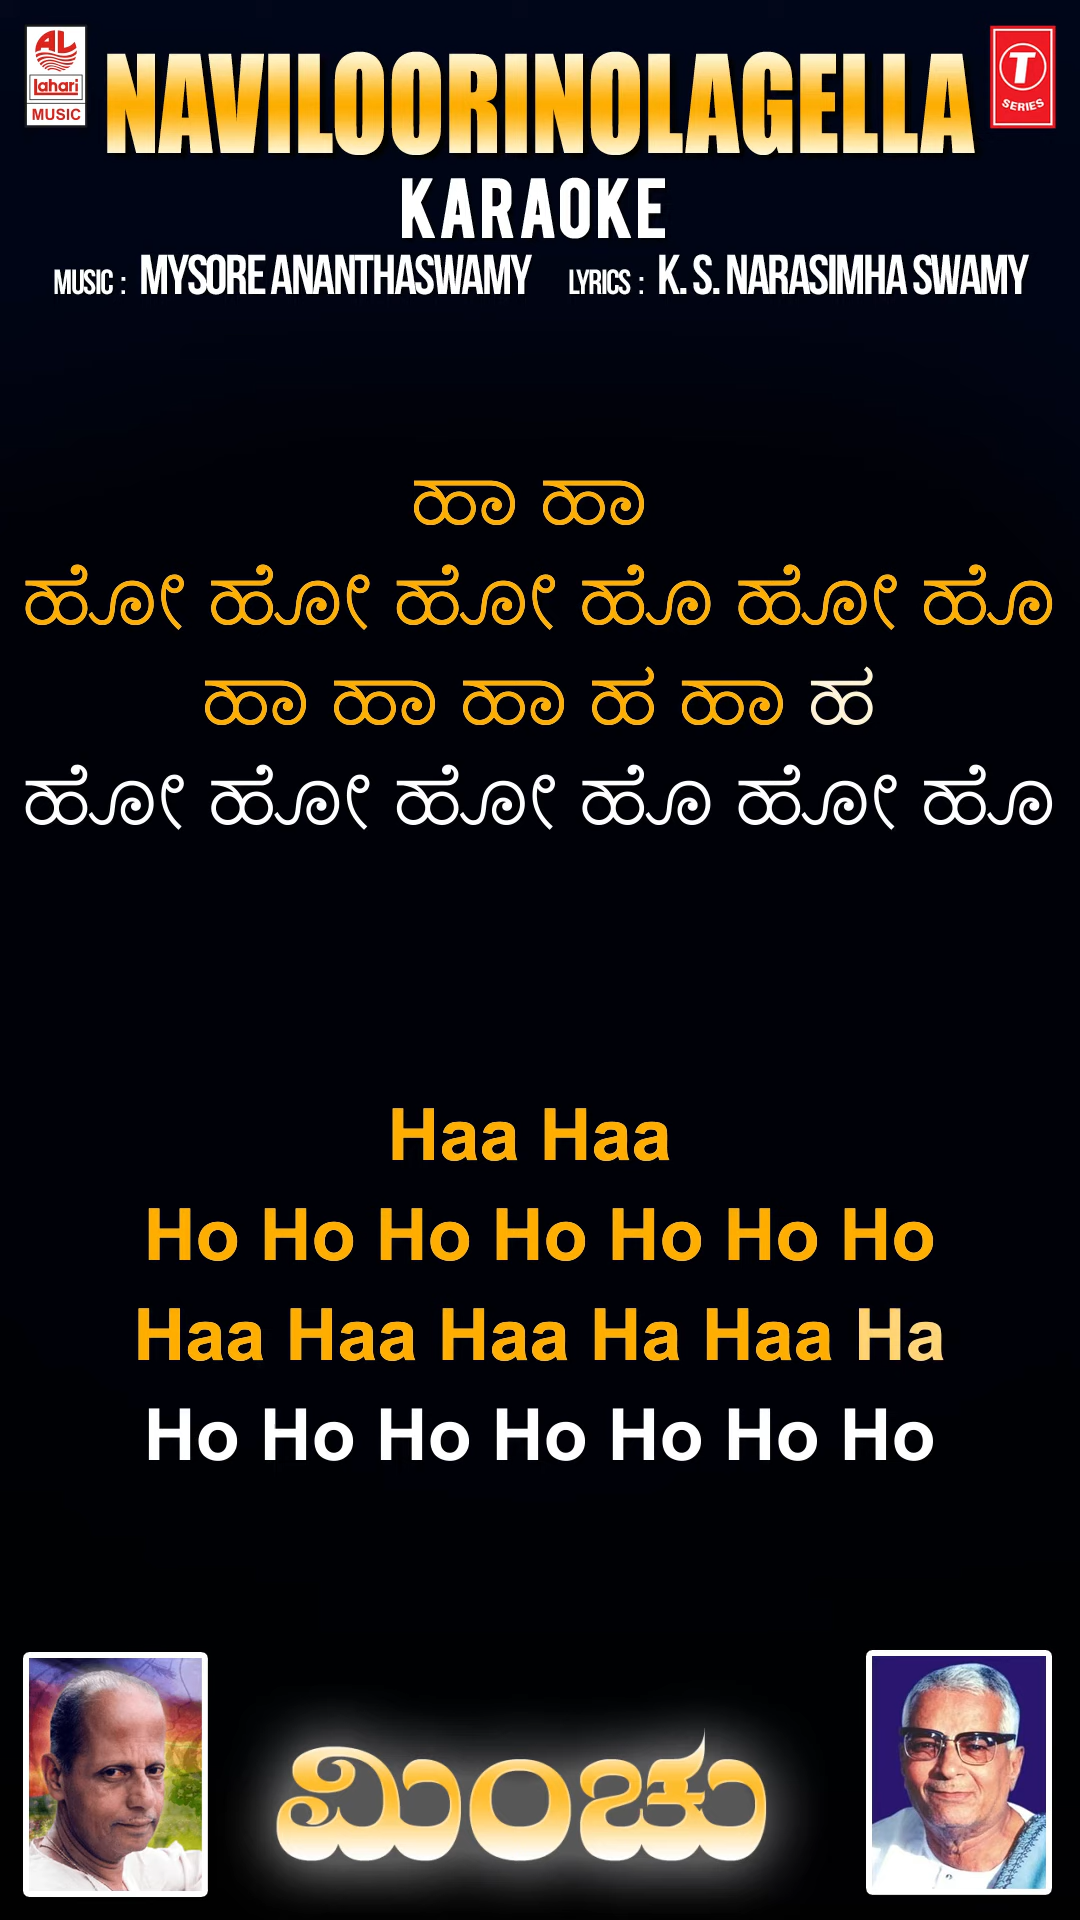 AL
lahari
MUSIC
NAVILOORINOLAGELLA
T
SERIES
KARAOKE
MUSIC : MYSORE ANANTHASWAMY LYRICS : K. S. NARASIMHA SWAMY
ಹಾ ಹಾ
ಹೋ ಹೋ ಹೋ ಹೊ ಹೋ ಹೊ
ಹಾ ಹಾ ಹಾ ಹ ಹಾ ಹ
ಹೋ ಹೋ ಹೋ ಹೊ ಹೋ ಹೊ
Haa Haa
Ho Ho Ho Ho Ho Ho Ho
Haa Haa Haa Ha Haa Ha
Ho Ho Ho Ho Ho Ho Ho
ಮಿಂಚು